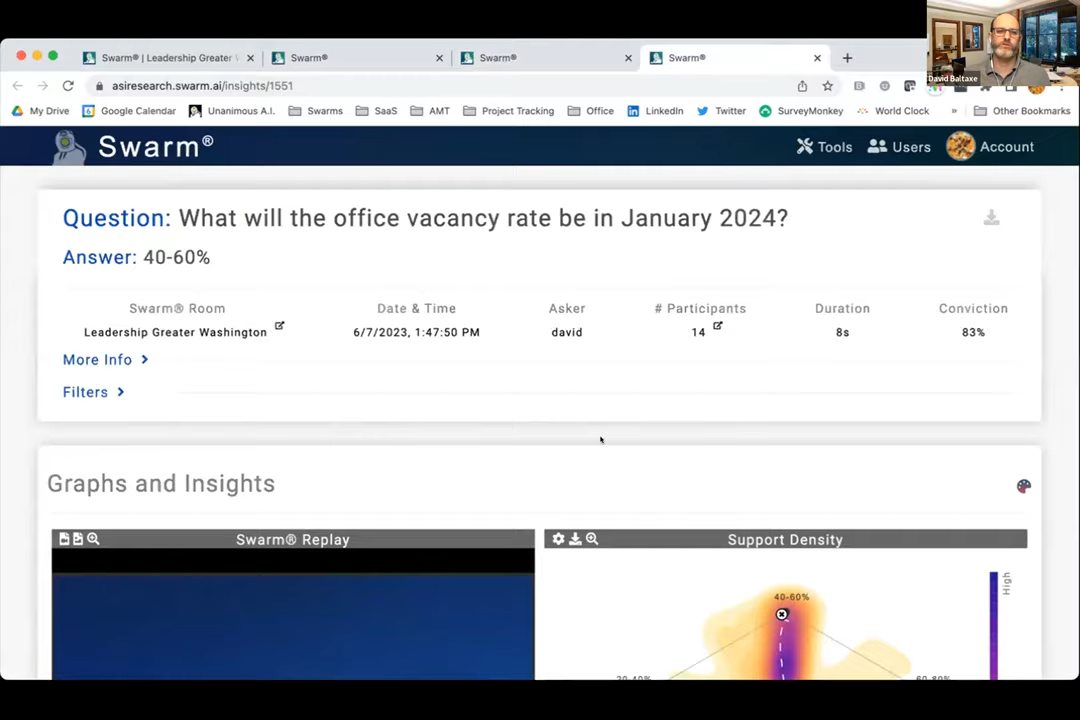 David Baltaxe
Swarm® | Leadership Greater
Swarm®
Swarm®
Swarm®
asiresearch.swarm.ai/insights/1551
My Drive
Google Calendar
Unanimous A.I.
Swarms
SaaS
AMT
Project Tracking
Office
LinkedIn
Twitter
SurveyMonkey
World Clock
»
Other Bookmarks
Swarm®
Tools
Users
Account
Question: What will the office vacancy rate be in January 2024?
Answer: 40-60%
Swarm® Room
Date & Time
Asker
# Participants
Duration
Conviction
Leadership Greater Washington
6/7/2023, 1:47:50 PM
david
14
8s
83%
More Info
Filters
Graphs and Insights
Swarm® Replay
Support Density
High
40-60%